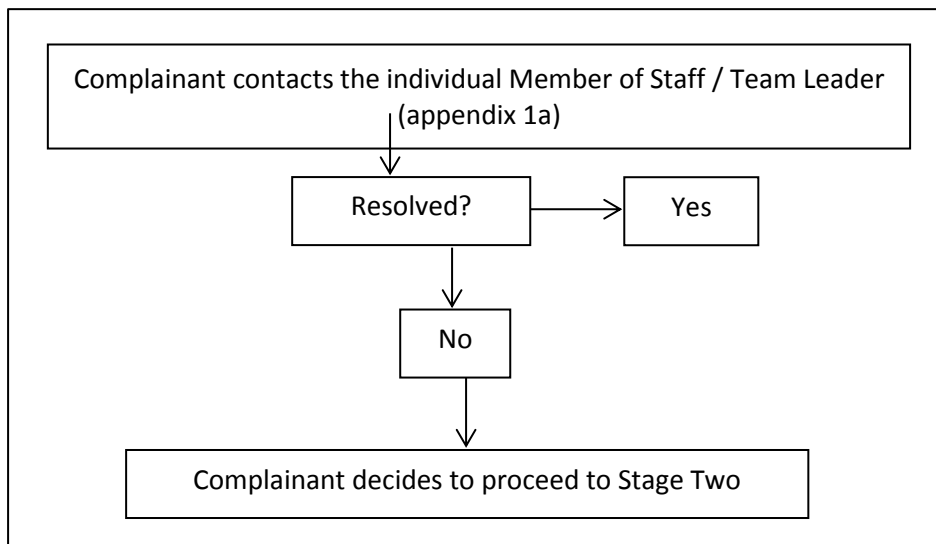 Complainant contacts the individual Member of Staff / Team Leader
(appendix 1a)
Resolved?
Yes
No
Complainant decides to proceed to Stage Two